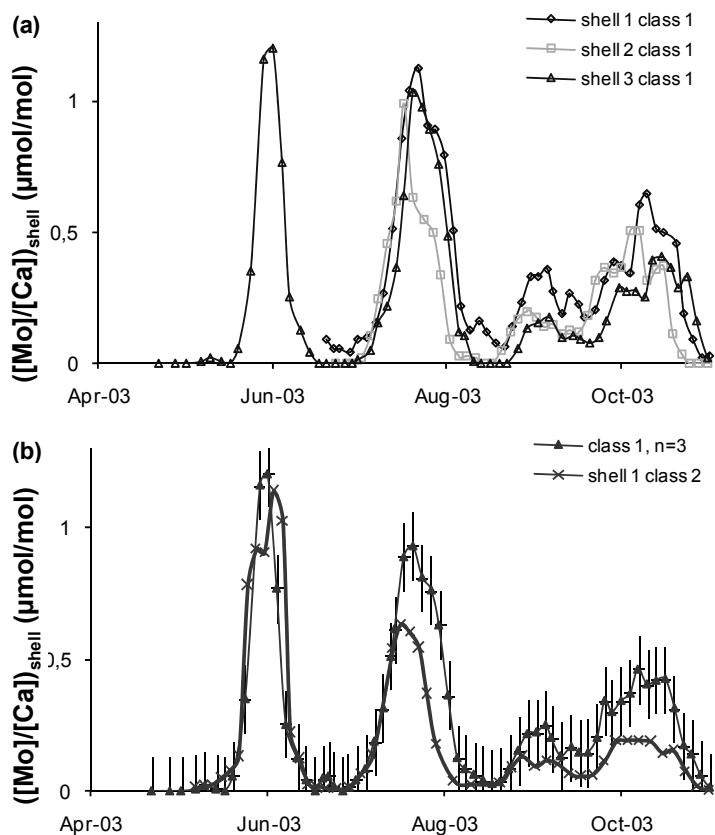 (a)
shell 1 class 1
shell 2 class 1
shell 3 class 1
([Mo]/[Ca])shell (µmol/mol)
1
0,5
0
Apr-03 Jun-03 Aug-03 Oct-03
(b)
class 1, n=3
shell 1 class 2
([Mo]/[Ca])shell (µmol/mol)
1
0,5
0
Apr-03 Jun-03 Aug-03 Oct-03